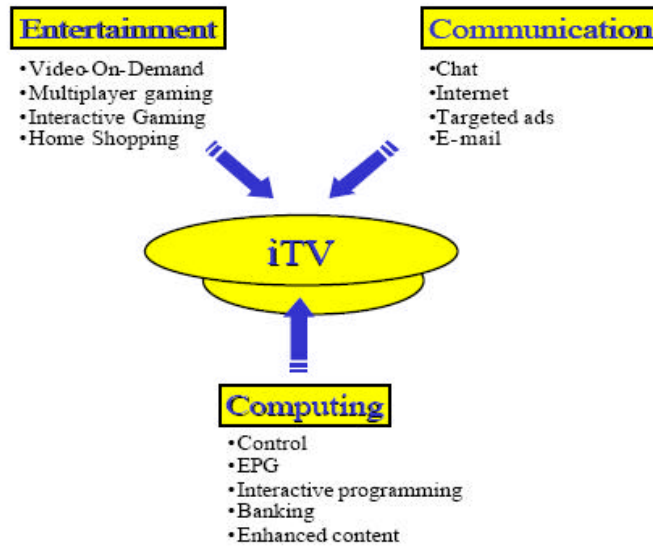 Entertainment
•Video-On-Demand
•Multiplayer gaming
•Interactive Gaming
•Home Shopping
Communication
•Chat
•Internet
•Targeted ads
•E-mail
iTV
Computing
•Control
•EPG
•Interactive programming
•Banking
•Enhanced content